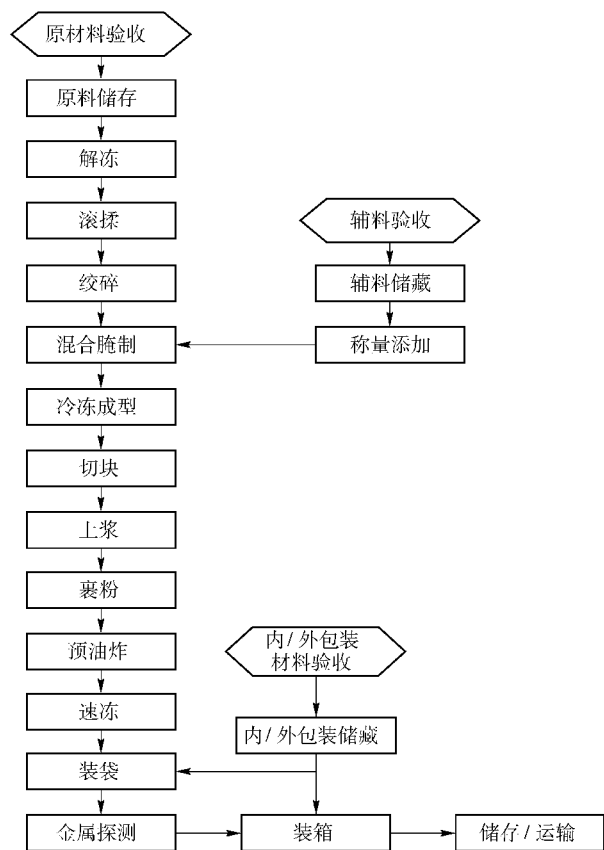 原材料验收
原料储存
解冻
滚揉
辅料验收
绞碎
辅料储藏
混合腌制
称量添加
冷冻成型
切块
上浆
裹粉
预油炸
内/外包装
材料验收
速冻
内/外包装储藏
装袋
金属探测
装箱
储存/运输